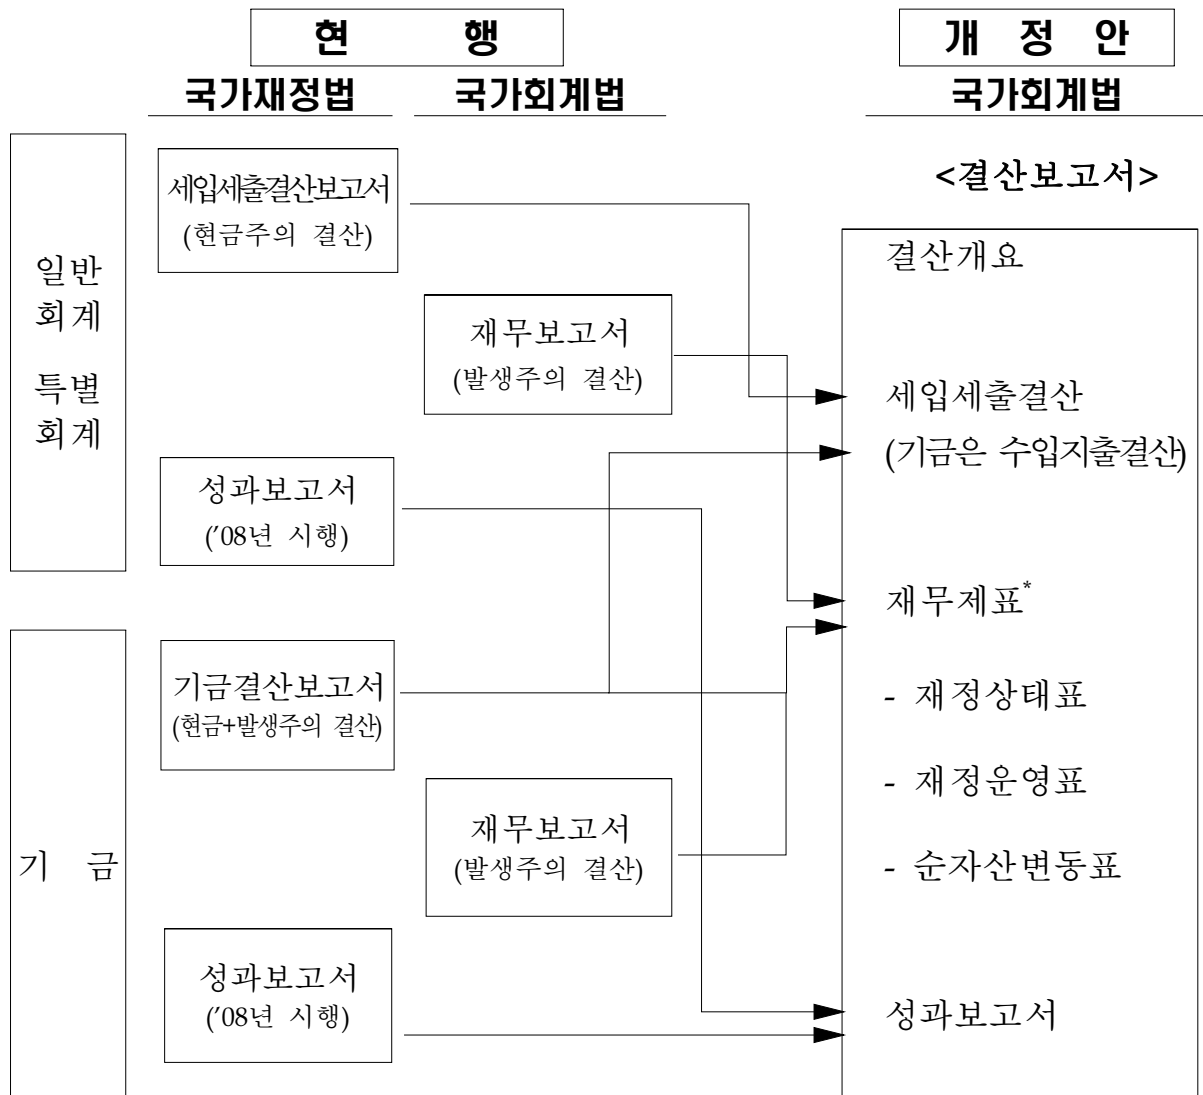 현 행
개 정 안
국가재정법
국가회계법
국가회계법
일반
회계
특별
회계
세입세출결산보고서
(현금주의 결산)
재무보고서
(발생주의 결산)
성과보고서
('08년 시행)
기 금
기금결산보고서
(현금+발생주의 결산)
재무보고서
(발생주의 결산)
성과보고서
('08년 시행)
<결산보고서>
결산개요
세입세출결산
(기금은 수입지출결산)
재무제표*
- 재정상태표
- 재정운영표
- 순자산변동표
성과보고서